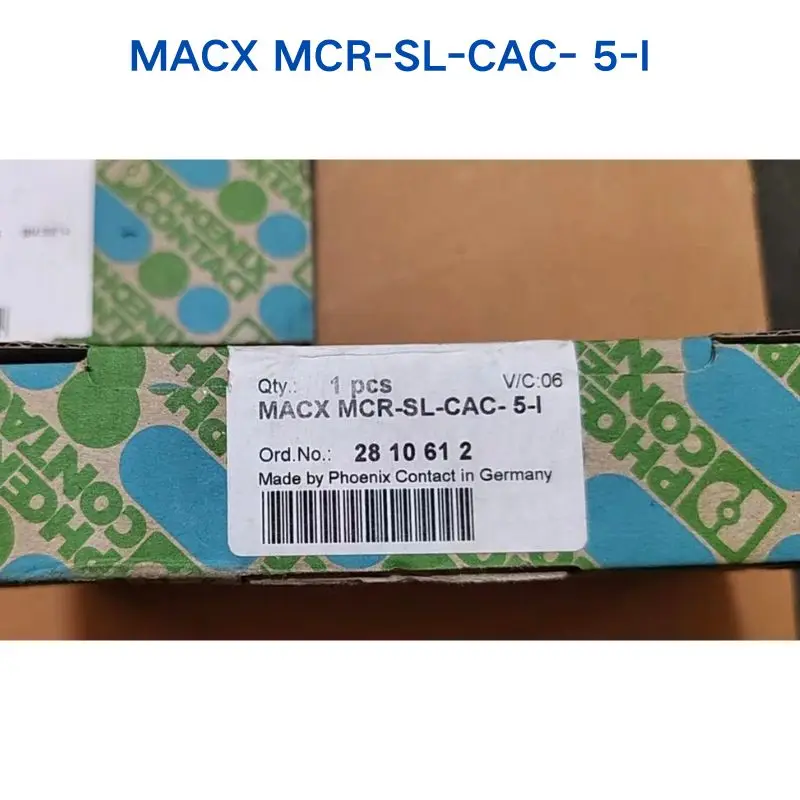 MACX MCR-SL-CAC- 5-I
PHOENIX
CONTACT
PHOENIX
Qty.: 1 pcs
V/C:06
MACX MCR-SL-CAC- 5-I
Ord.No.: 28 10 61 2
Made by Phoenix Contact in Germany